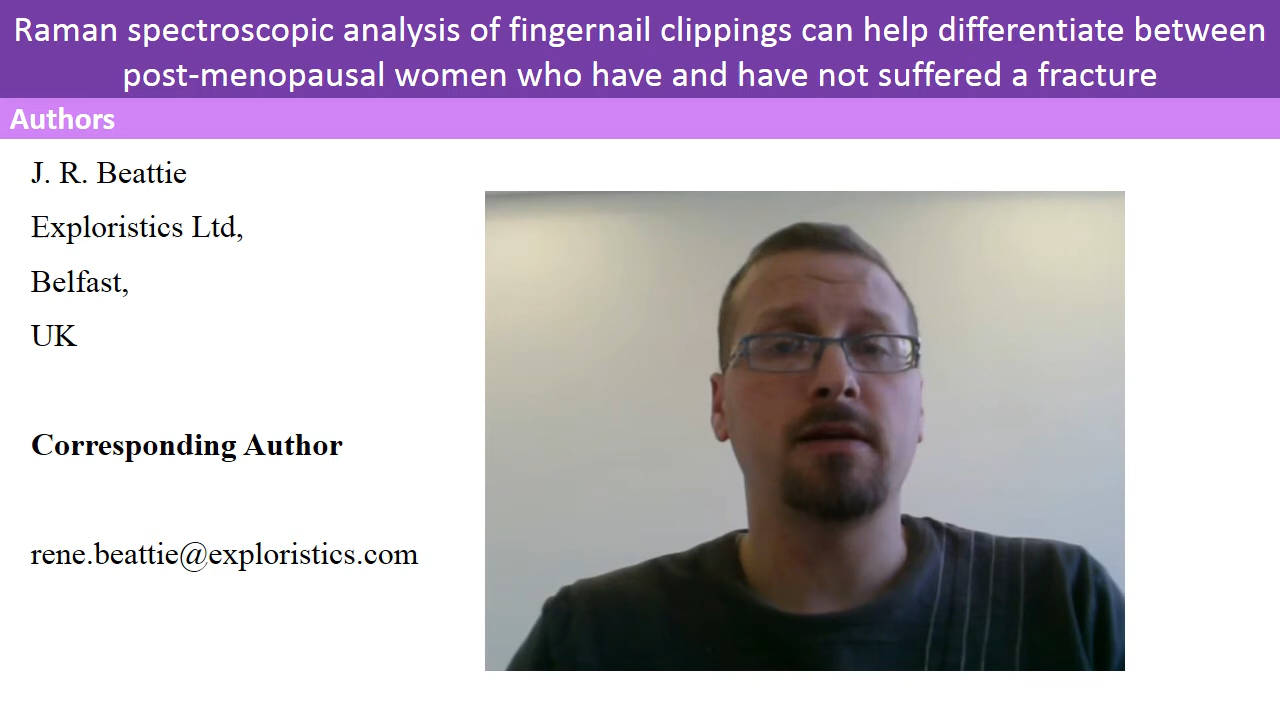 Raman spectroscopic analysis of fingernail clippings can help differentiate between
post-menopausal women who have and have not suffered a fracture
Authors
J. R. Beattie
Exploristics Ltd,
Belfast,
UK
Corresponding Author
rene.beattie@exploristics.com